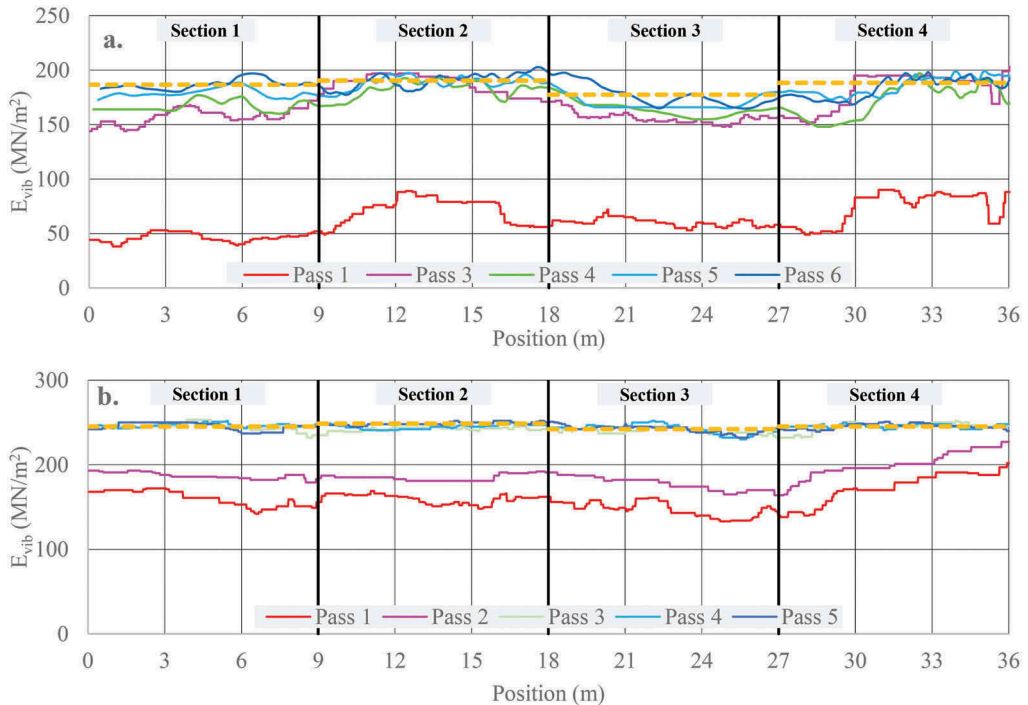 a.
Section 1 Section 2 Section 3 Section 4
250
200
150
100
50
0
E_vib (MN/m²)
Pass 1 Pass 3 Pass 4 Pass 5 Pass 6
0 3 6 9 12 15 18 21 24 27 30 33 36
Position (m)
b.
Section 1 Section 2 Section 3 Section 4
300
200
100
0
E_vib (MN/m²)
Pass 1 Pass 2 Pass 3 Pass 4 Pass 5
0 3 6 9 12 15 18 21 24 27 30 33 36
Position (m)